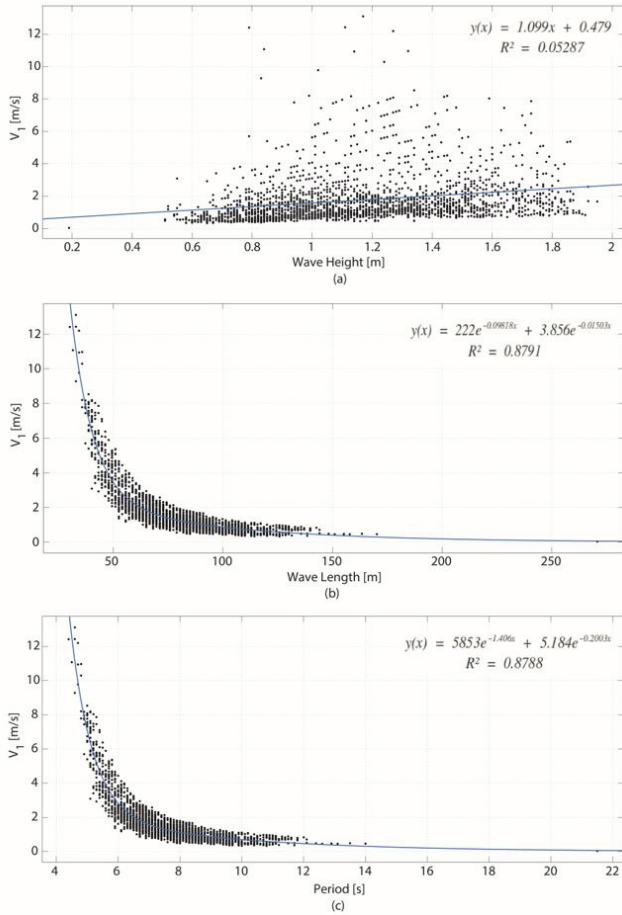 y(x) = 1.099x + 0.479
R² = 0.05287
12
10
8
6
4
2
0
V₁ [m/s]
0.2 0.4 0.6 0.8 1 1.2 1.4 1.6 1.8 2
Wave Height [m]
(a)
y(x) = 222e^{-0.09818x} + 3.856e^{-0.01503x}
R² = 0.8791
12
10
8
6
4
2
0
V₁ [m/s]
50 100 150 200 250
Wave Length [m]
(b)
y(x) = 5853e^{-1.406x} + 5.184e^{-0.2003x}
R² = 0.8788
12
10
8
6
4
2
0
V₁ [m/s]
4 6 8 10 12 14 16 18 20 22
Period [s]
(c)